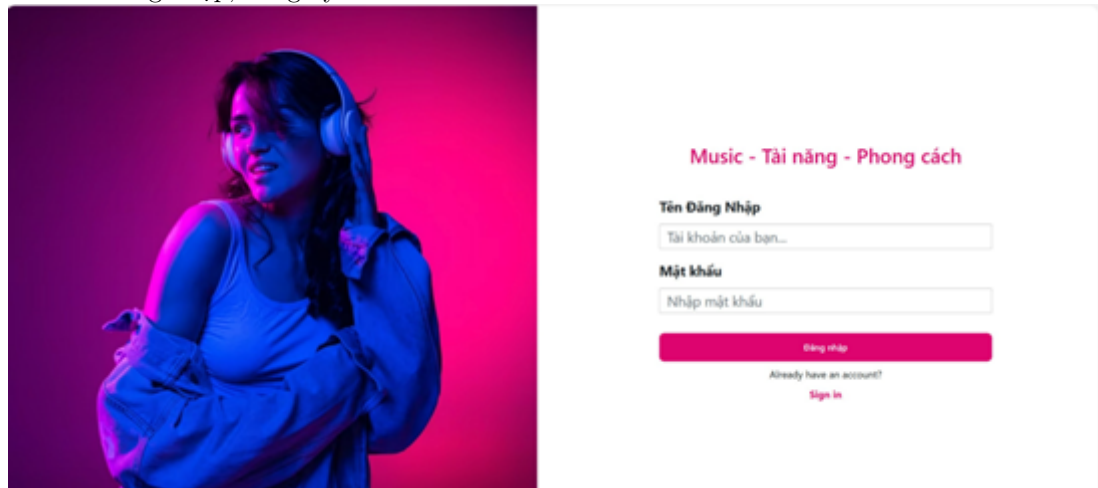 Music - Tài năng - Phong cách
Tên Đăng Nhập
Tài khoản của bạn...
Mật khẩu
Nhập mật khẩu
Đăng nhập
Already have an account?
Sign in